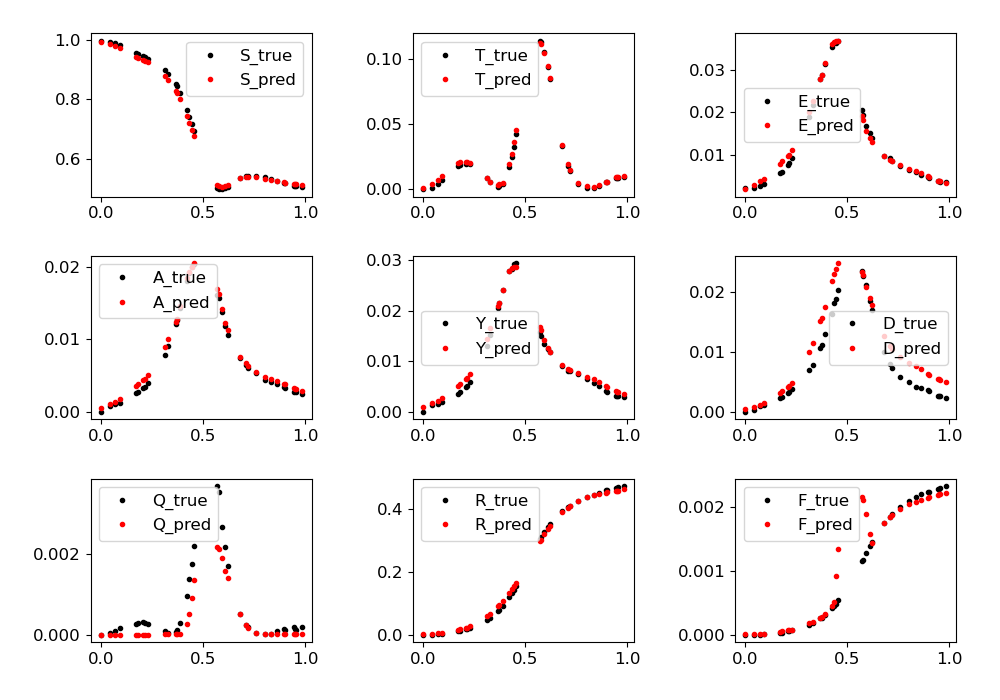 1.0
0.8
0.6
0.0 0.5 1.0
S_true
S_pred
0.10
0.05
0.00
0.0 0.5 1.0
T_true
T_pred
0.03
0.02
0.01
0.0 0.5 1.0
E_true
E_pred
0.02
0.01
0.00
0.0 0.5 1.0
A_true
A_pred
0.03
0.02
0.01
0.00
0.0 0.5 1.0
Y_true
Y_pred
0.02
0.01
0.00
0.0 0.5 1.0
D_true
D_pred
0.002
0.000
0.0 0.5 1.0
Q_true
Q_pred
0.4
0.2
0.0
0.0 0.5 1.0
R_true
R_pred
0.002
0.001
0.000
0.0 0.5 1.0
F_true
F_pred